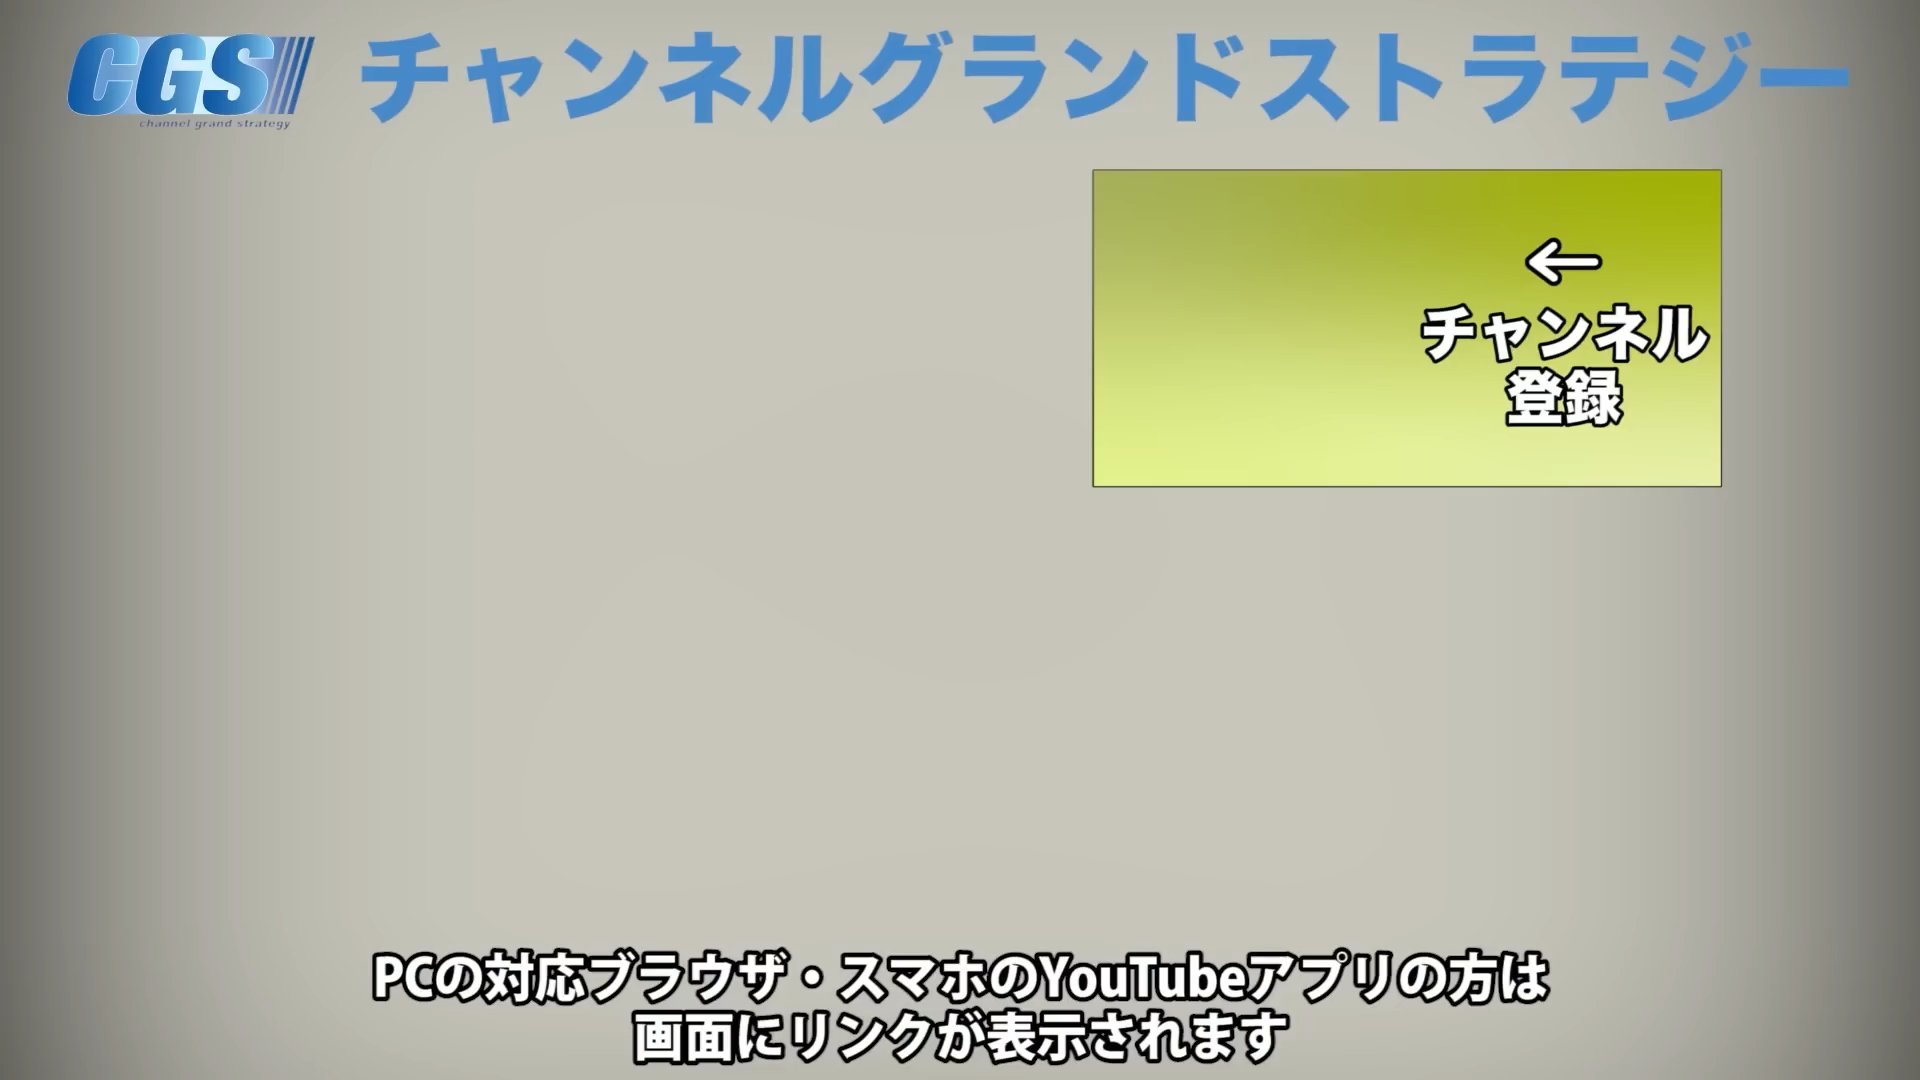 CGS
channel grand strategy
チャンネルグランドストラテジー
←
チャンネル
登録
PCの対応ブラウザ・スマホのYouTubeアプリの方は
画面にリンクが表示されます